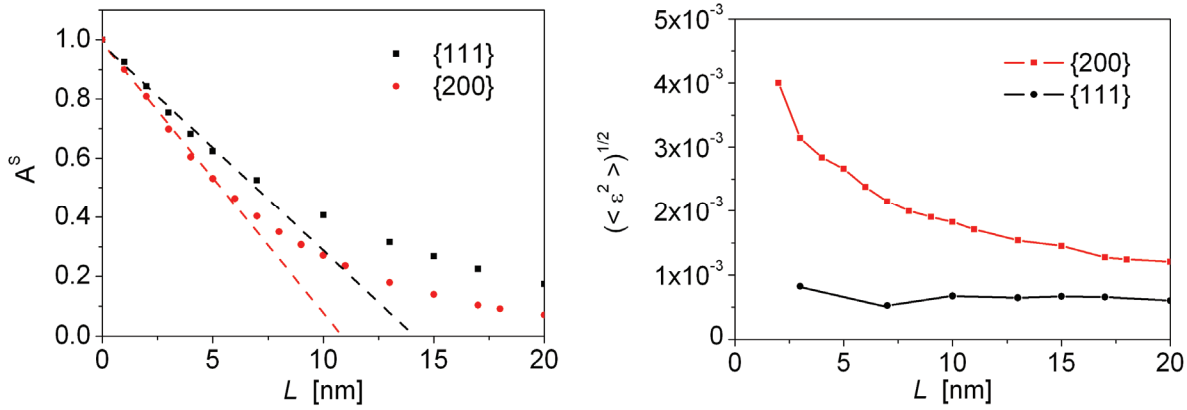 1.0
0.8
0.6
0.4
0.2
0.0
A^S
{111}
{200}
0 5 10 15 20
L [nm]
5x10^-3
4x10^-3
3x10^-3
2x10^-3
1x10^-3
0
(< ε^2 >)^1/2
{200}
{111}
0 5 10 15 20
L [nm]